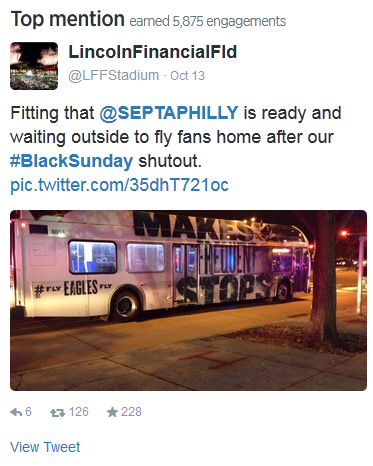 Top mention earned 5,875 engagements
LincolnFinancialFld
@LFFStadium · Oct 13
Fitting that @SEPTAPHILLY is ready and
waiting outside to fly fans home after our
#BlackSunday shutout.
pic.twitter.com/35dhT721oc
MAKES
FREQUENT
STOPS
#FLY EAGLES FLY
6 126 228
View Tweet